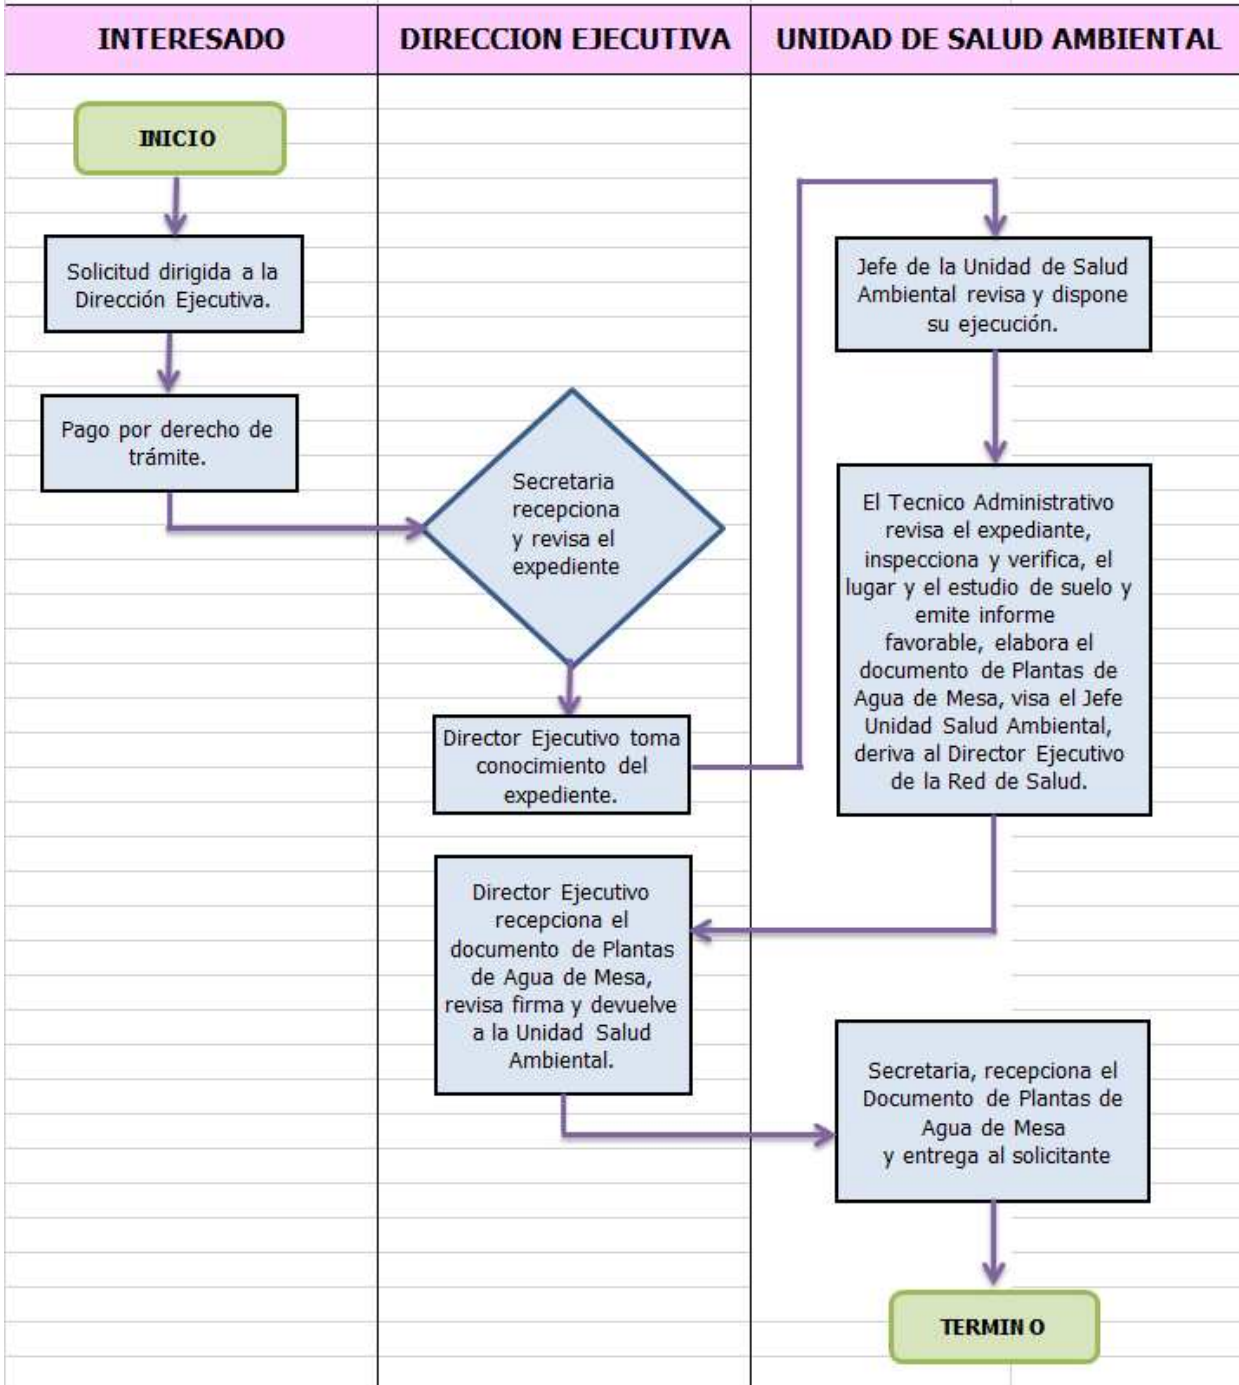 INTERESADO
DIRECCION EJECUTIVA
UNIDAD DE SALUD AMBIENTAL
INICIO
Solicitud dirigida a la
Dirección Ejecutiva.
Pago por derecho de
trámite.
Secretaria
recepciona
y revisa el
expediente
Director Ejecutivo toma
conocimiento del
expediente.
Jefe de la Unidad de Salud
Ambiental revisa y dispone
su ejecución.
El Tecnico Administrativo
revisa el expediante,
inspecciona y verifica, el
lugar y el estudio de suelo y
emite informe
favorable, elabora el
documento de Plantas de
Agua de Mesa, visa el Jefe
Unidad Salud Ambiental,
deriva al Director Ejecutivo
de la Red de Salud.
Director Ejecutivo
recepciona el
documento de Plantas
de Agua de Mesa,
revisa firma y devuelve
a la Unidad Salud
Ambiental.
Secretaria, recepciona el
Documento de Plantas de
Agua de Mesa
y entrega al solicitante
TERMINO